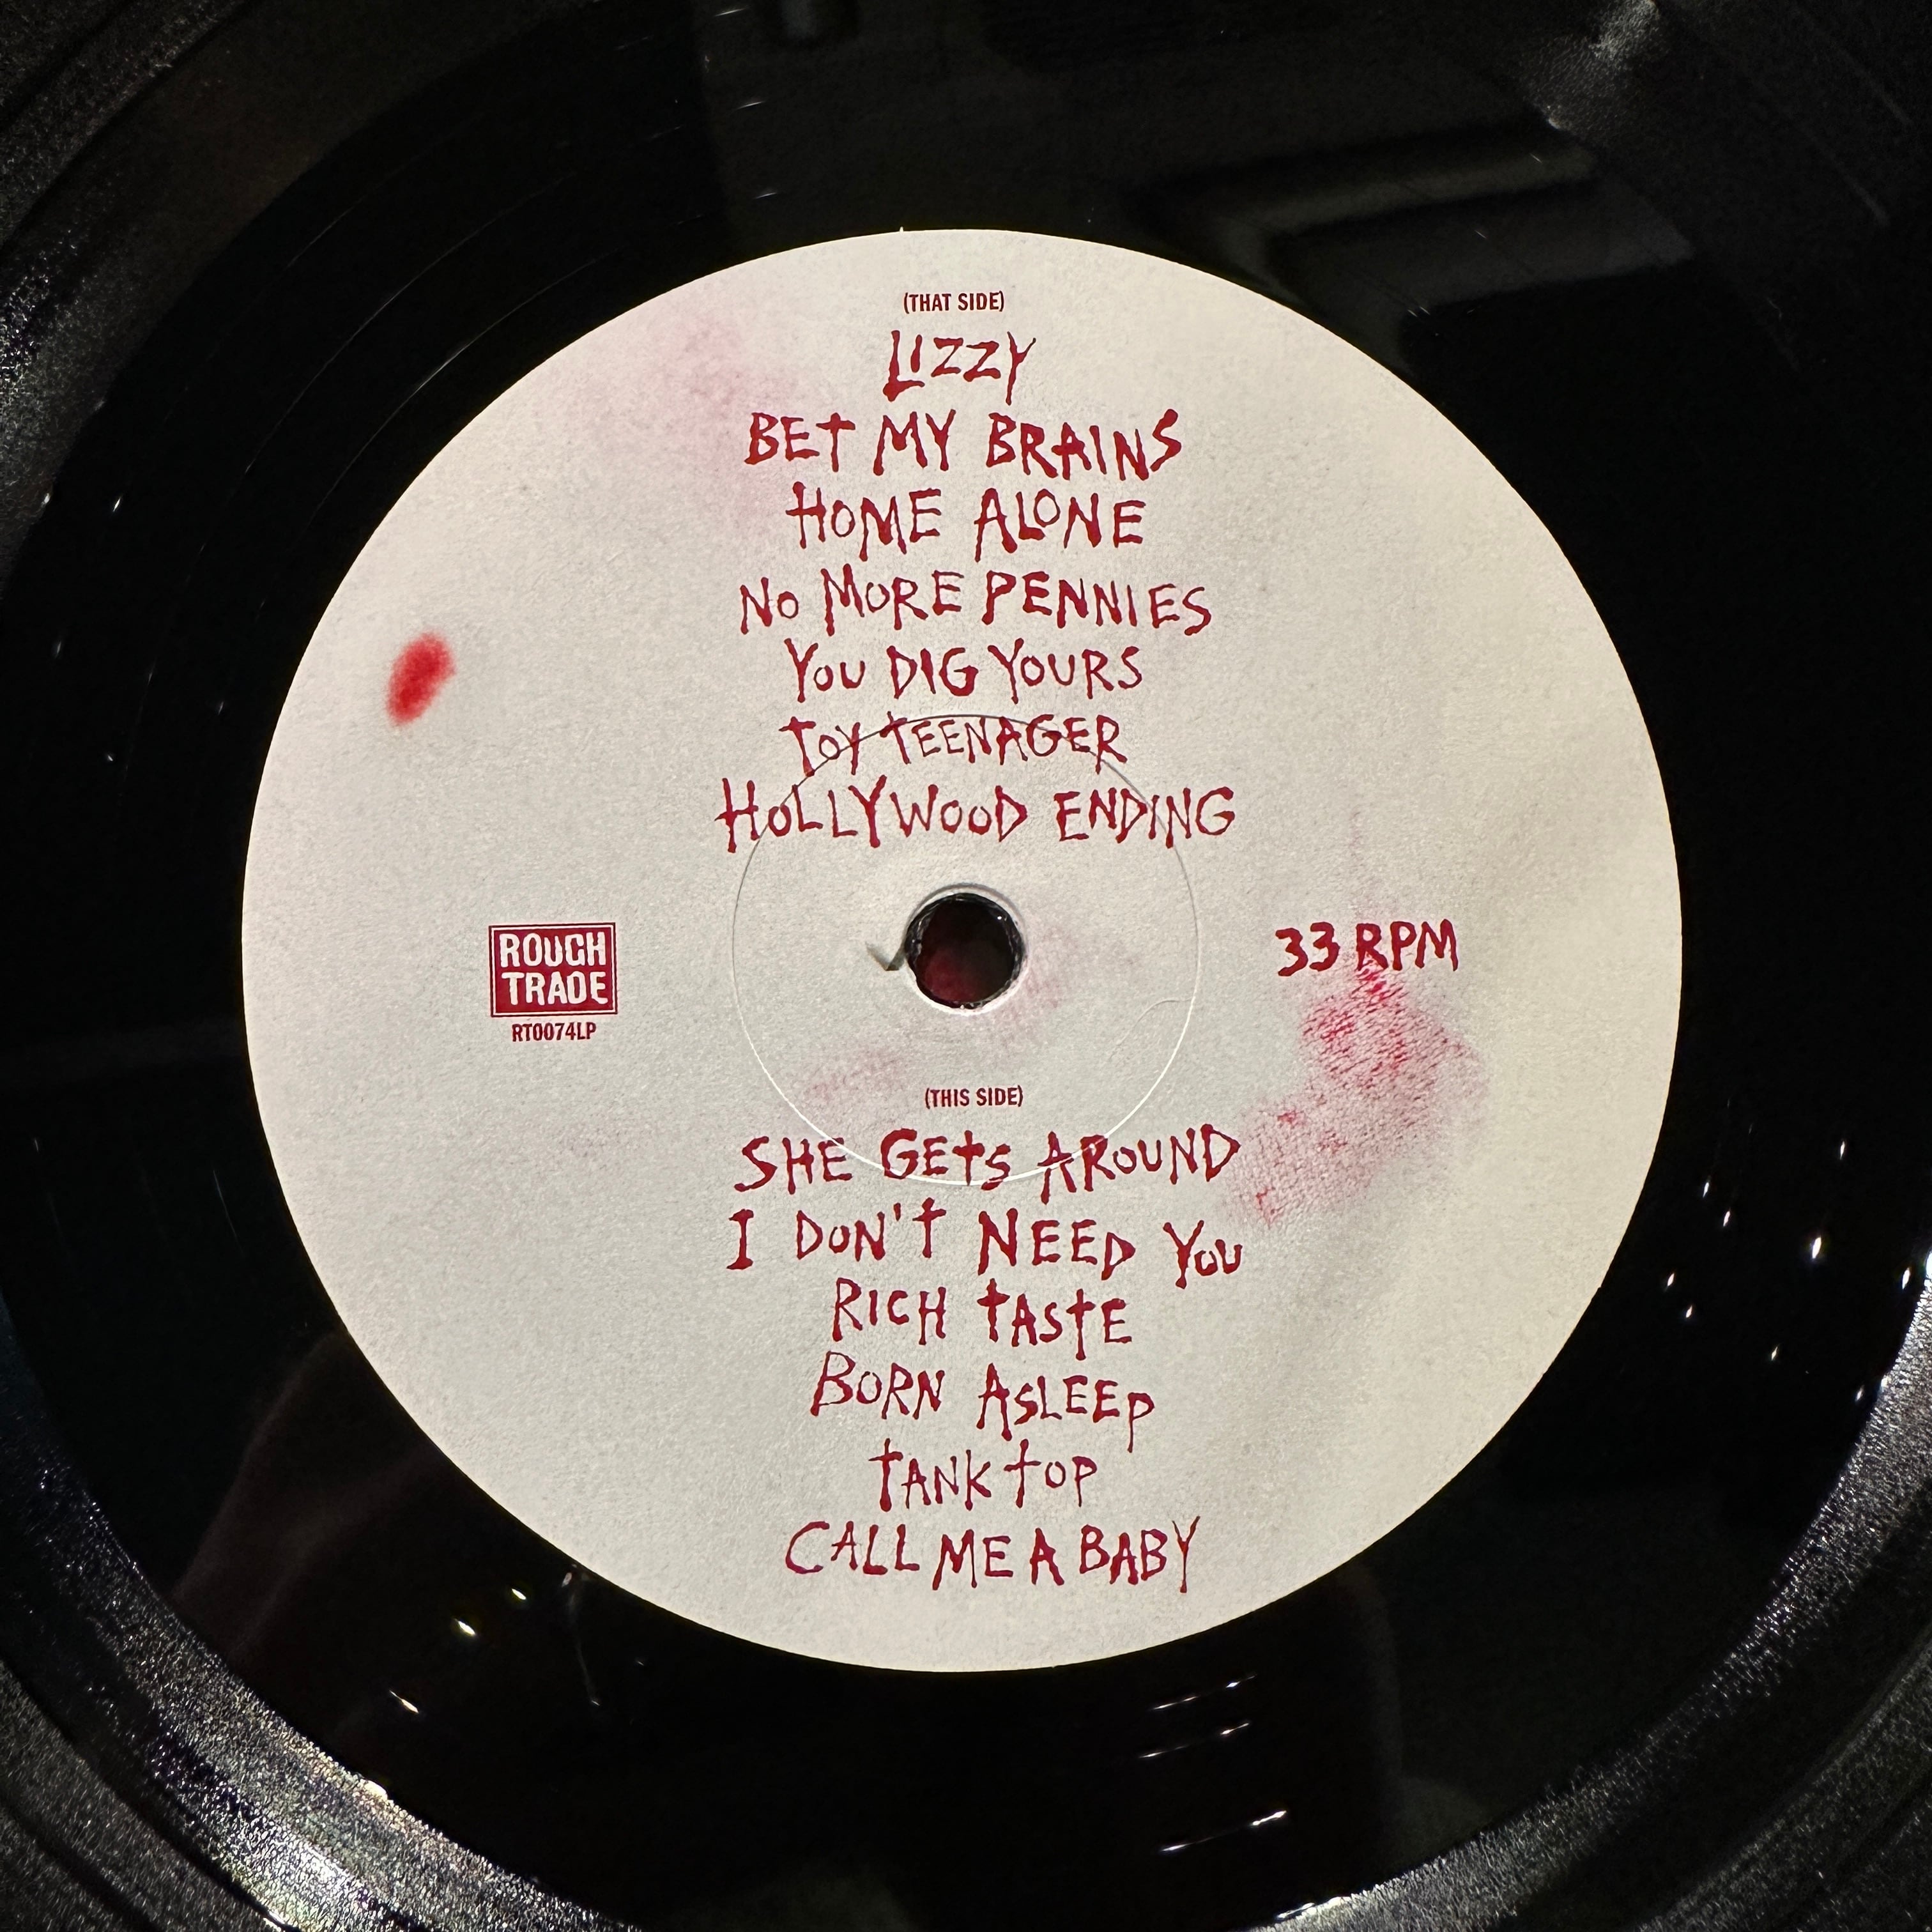 (THAT SIDE)
LIZZY
BET MY BRAINS
HOME ALONE
NO MORE PENNIES
YOU DIG YOURS
TOY TEENAGER
HOLLYWOOD ENDING
ROUGH
TRADE
RT0074LP
33 RPM
(THIS SIDE)
SHE GETS AROUND
I DON'T NEED YOU
RICH TASTE
BORN ASLEEP
TANK TOP
CALL ME A BABY